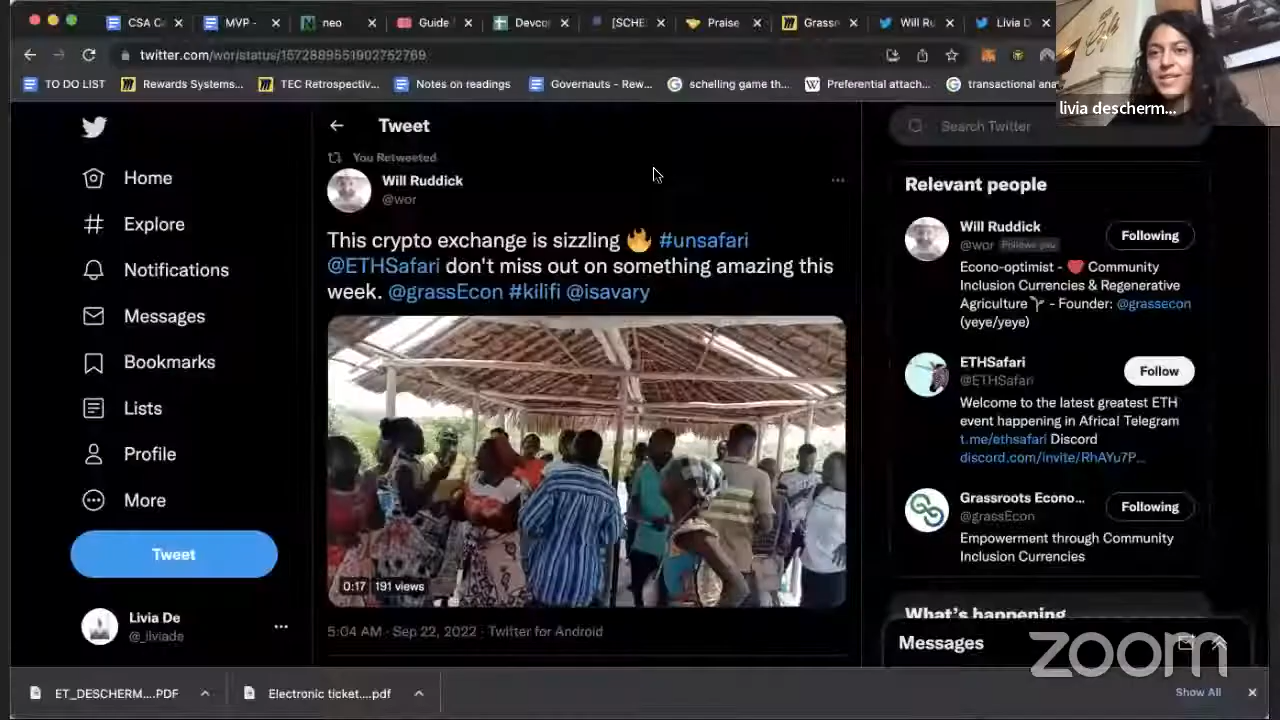 CSA C
MVP -
neo
Guide
Devco
[SCHE
Praise
Grasse
Will Ru
Livia D
twitter.com/wor/status/1572889551902752769
TO DO LIST
Rewards Systems...
TEC Retrospectiv...
Notes on readings
Governauts - Rew...
schelling game th...
Preferential attach...
transactional ana
livia descherm...
Tweet
Search Twitter
You Retweeted
Will Ruddick
@wor
This crypto exchange is sizzling 🔥 #unsafari
@ETHSafari don't miss out on something amazing this
week. @grassEcon #kilifi @isavary
0:17 191 views
5:04 AM · Sep 22, 2022 · Twitter for Android
Home
Explore
Notifications
Messages
Bookmarks
Lists
Profile
More
Tweet
Livia De
Relevant people
Will Ruddick
@wor Follows you
Following
Econo-optimist - ❤️ Community
Inclusion Currencies & Regenerative
Agriculture🌱 - Founder: @grassecon
(yeye/yeye)
ETHSafari
@ETHSafari
Follow
Welcome to the latest greatest ETH
event happening in Africa! Telegram
t.me/ethsafari Discord
discord.com/invite/RhAYu7P...
Grassroots Econo...
@grassEcon
Following
Empowerment through Community
Inclusion Currencies
What's happening
Messages
zoom
ET_DESCHERM....PDF
Electronic ticket....pdf
Show All